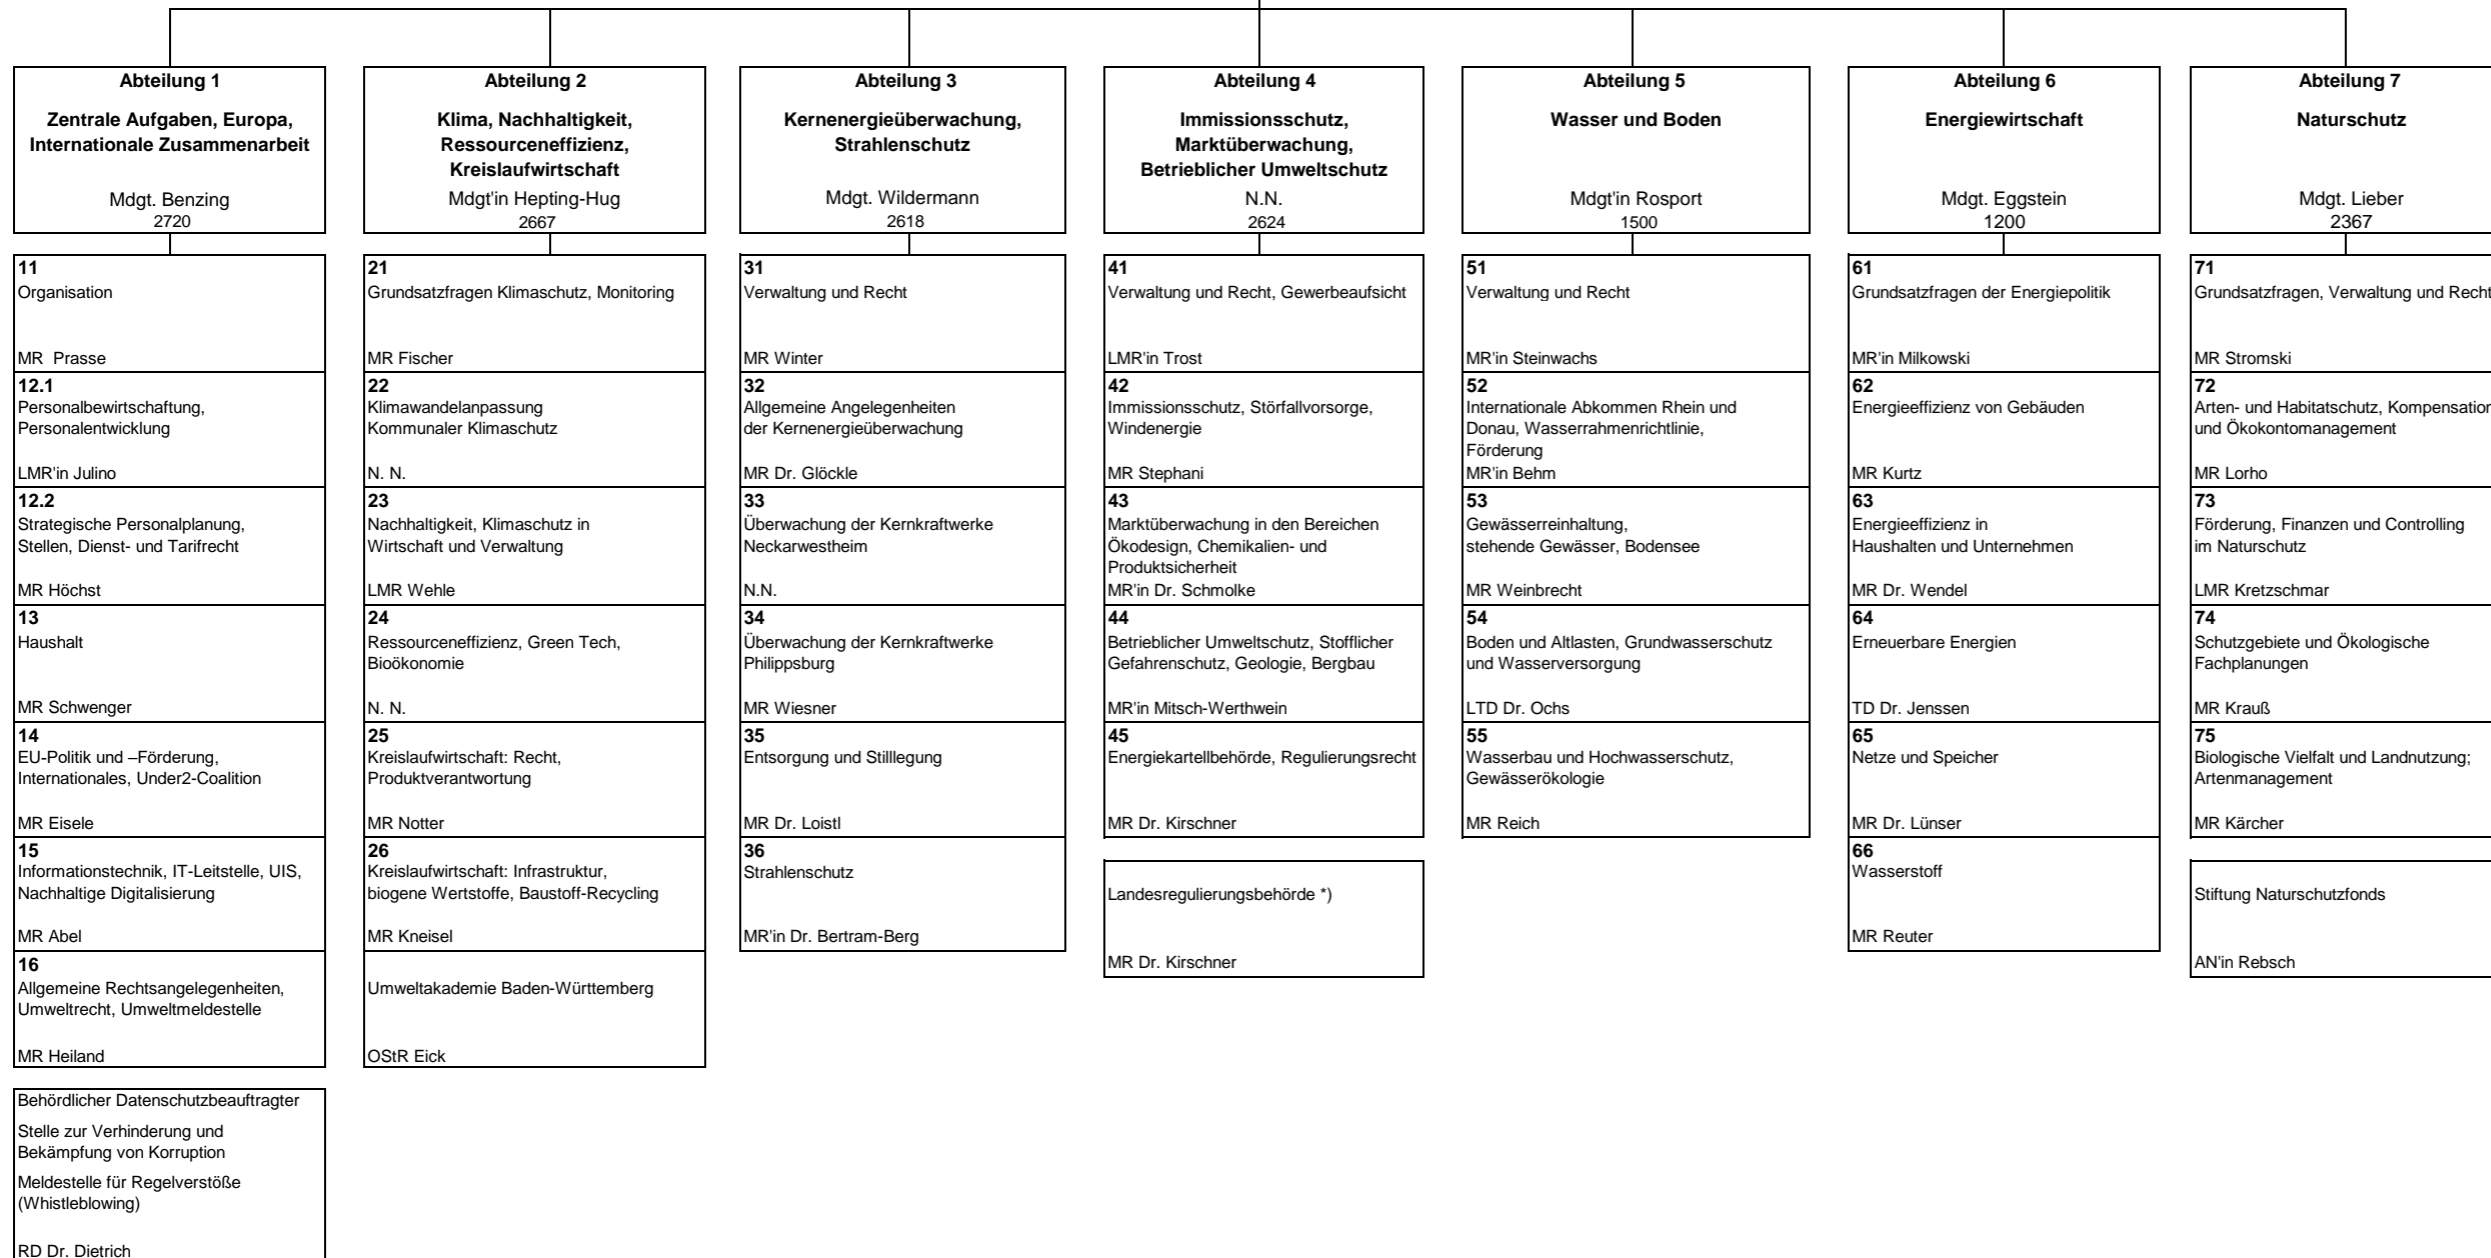 Abteilung 1
Zentrale Aufgaben, Europa,
Internationale Zusammenarbeit
Mdgt. Benzing
2720
11
Organisation
MR Prasse
12.1
Personalbewirtschaftung,
Personalentwicklung
LMR'in Julino
12.2
Strategische Personalplanung,
Stellen, Dienst- und Tarifrecht
MR Höchst
13
Haushalt
MR Schwenger
14
EU-Politik und –Förderung,
Internationales, Under2-Coalition
MR Eisele
15
Informationstechnik, IT-Leitstelle, UIS,
Nachhaltige Digitalisierung
MR Abel
16
Allgemeine Rechtsangelegenheiten,
Umweltrecht, Umweltmeldestelle
MR Heiland
Behördlicher Datenschutzbeauftragter
Stelle zur Verhinderung und
Bekämpfung von Korruption
Meldestelle für Regelverstöße
(Whistleblowing)
RD Dr. Dietrich
Abteilung 2
Klima, Nachhaltigkeit,
Ressourceneffizienz,
Kreislaufwirtschaft
Mdgt'in Hepting-Hug
2667
21
Grundsatzfragen Klimaschutz, Monitoring
MR Fischer
22
Klimawandelanpassung
Kommunaler Klimaschutz
N. N.
23
Nachhaltigkeit, Klimaschutz in
Wirtschaft und Verwaltung
LMR Wehle
24
Ressourceneffizienz, Green Tech,
Bioökonomie
N. N.
25
Kreislaufwirtschaft: Recht,
Produktverantwortung
MR Notter
26
Kreislaufwirtschaft: Infrastruktur,
biogene Wertstoffe, Baustoff-Recycling
MR Kneisel
Umweltakademie Baden-Württemberg
OStR Eick
Abteilung 3
Kernenergieüberwachung,
Strahlenschutz
Mdgt. Wildermann
2618
31
Verwaltung und Recht
MR Winter
32
Allgemeine Angelegenheiten
der Kernenergieüberwachung
MR Dr. Glöckle
33
Überwachung der Kernkraftwerke
Neckarwestheim
N.N.
34
Überwachung der Kernkraftwerke
Philippsburg
MR Wiesner
35
Entsorgung und Stilllegung
MR Dr. Loistl
36
Strahlenschutz
MR'in Dr. Bertram-Berg
Abteilung 4
Immissionsschutz,
Marktüberwachung,
Betrieblicher Umweltschutz
N.N.
2624
41
Verwaltung und Recht, Gewerbeaufsicht
LMR'in Trost
42
Immissionsschutz, Störfallvorsorge,
Windenergie
MR Stephani
43
Marktüberwachung in den Bereichen
Ökodesign, Chemikalien- und
Produktsicherheit
MR'in Dr. Schmolke
44
Betrieblicher Umweltschutz, Stofflicher
Gefahrenschutz, Geologie, Bergbau
MR'in Mitsch-Werthwein
45
Energiekartellbehörde, Regulierungsrecht
MR Dr. Kirschner
Landesregulierungsbehörde *)
MR Dr. Kirschner
Abteilung 5
Wasser und Boden
Mdgt'in Rosport
1500
51
Verwaltung und Recht
MR'in Steinwachs
52
Internationale Abkommen Rhein und
Donau, Wasserrahmenrichtlinie,
Förderung
MR'in Behm
53
Gewässerreinhaltung,
stehende Gewässer, Bodensee
MR Weinbrecht
54
Boden und Altlasten, Grundwasserschutz
und Wasserversorgung
LTD Dr. Ochs
55
Wasserbau und Hochwasserschutz,
Gewässerökologie
MR Reich
Abteilung 6
Energiewirtschaft
Mdgt. Eggstein
1200
61
Grundsatzfragen der Energiepolitik
MR'in Milkowski
62
Energieeffizienz von Gebäuden
MR Kurtz
63
Energieeffizienz in
Haushalten und Unternehmen
MR Dr. Wendel
64
Erneuerbare Energien
TD Dr. Jenssen
65
Netze und Speicher
MR Dr. Lünser
66
Wasserstoff
MR Reuter
Abteilung 7
Naturschutz
Mdgt. Lieber
2367
71
Grundsatzfragen, Verwaltung und Recht
MR Stromski
72
Arten- und Habitatschutz, Kompensation
und Ökokontomanagement
MR Lorho
73
Förderung, Finanzen und Controlling
im Naturschutz
LMR Kretzschmar
74
Schutzgebiete und Ökologische
Fachplanungen
MR Krauß
75
Biologische Vielfalt und Landnutzung;
Artenmanagement
MR Kärcher
Stiftung Naturschutzfonds
AN'in Rebsch